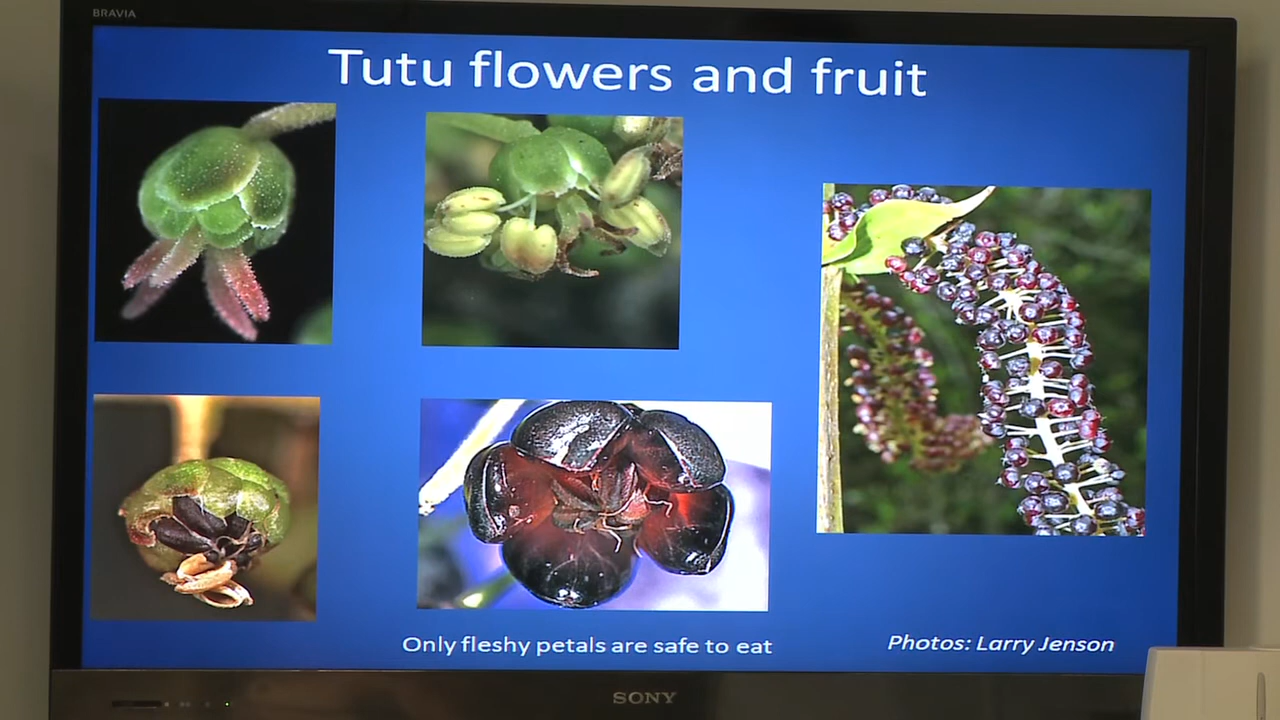 BRAVIA
Tutu flowers and fruit
Only fleshy petals are safe to eat
Photos: Larry Jenson
SONY